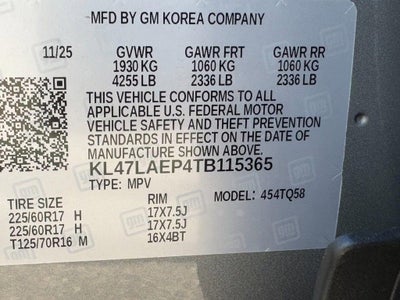 MFD BY GM KOREA COMPANY
11/25 GVWR GAWR FRT GAWR RR
1930 KG 1060 KG 1060 KG
4255 LB 2336 LB 2336 LB
THIS VEHICLE CONFORMS TO ALL
APPLICABLE U.S. FEDERAL MOTOR
VEHICLE SAFETY AND THEFT PREVENTION
STANDARDS IN EFFECT ON THE DATE OF
MANUFACTURE SHOWN ABOVE.
KL47LAEP4TB115365
TYPE: MPV MODEL: 454TQ58
TIRE SIZE RIM
225/60R17 H 17X7.5J
225/60R17 H 17X7.5J
T125/70R16 M 16X4BT